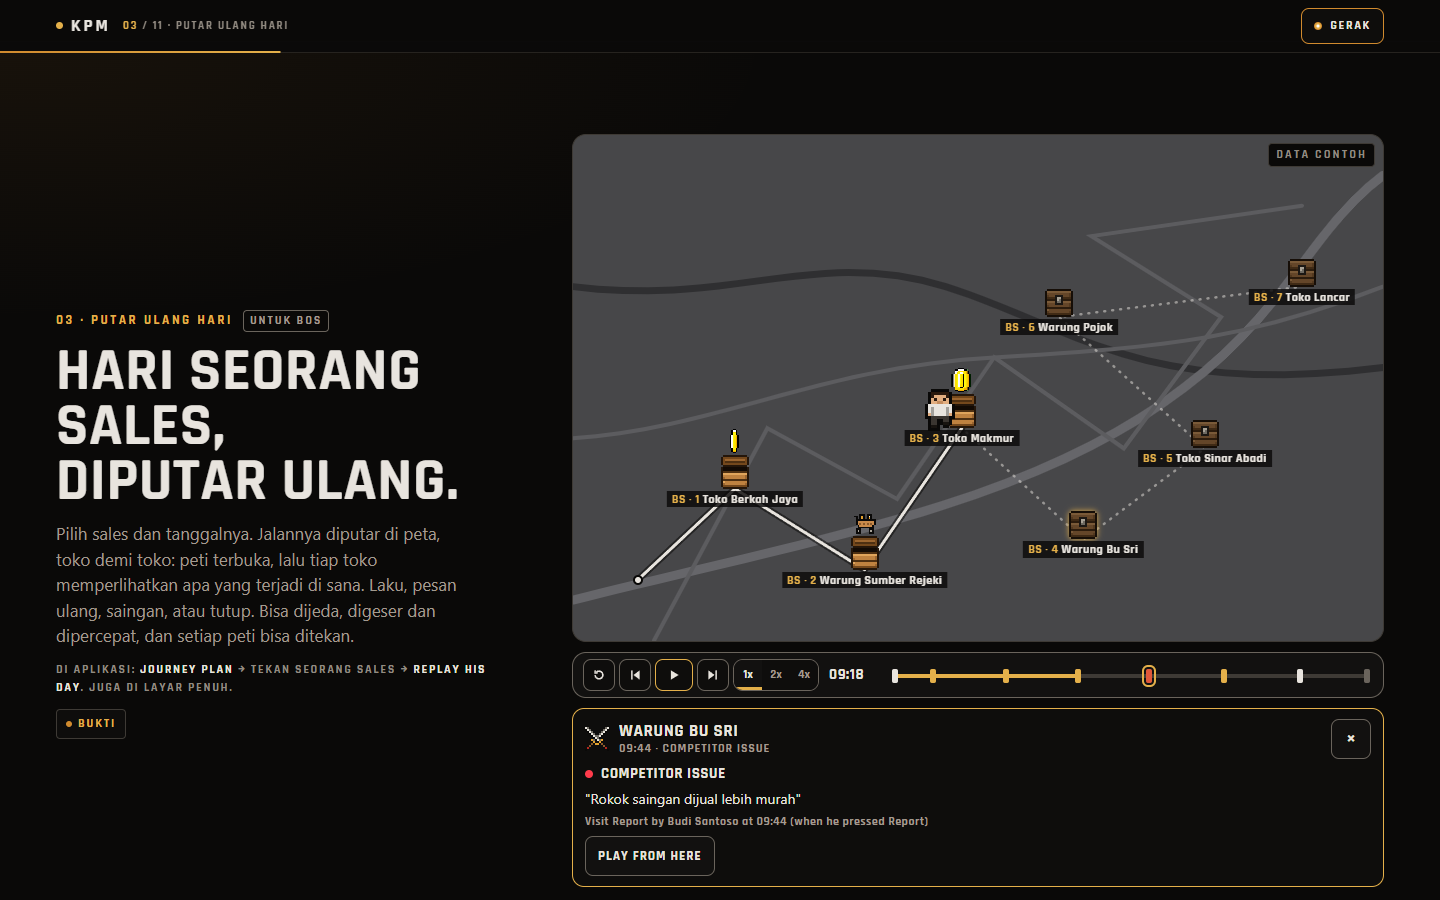 KPM
03 / 11 · PUTAR ULANG HARI
GERAK
03 · PUTAR ULANG HARI
UNTUK BOS
HARI SEORANG
SALES,
DIPUTAR ULANG.
Pilih sales dan tanggalnya. Jalannya diputar di peta,
toko demi toko: peti terbuka, lalu tiap toko
memperlihatkan apa yang terjadi di sana. Laku, pesan
ulang, saingan, atau tutup. Bisa dijeda, digeser dan
dipercepat, dan setiap peti bisa ditekan.
DI APLIKASI: JOURNEY PLAN → TEKAN SEORANG SALES → REPLAY HIS
DAY. JUGA DI LAYAR PENUH.
BUKTI
DATA CONTOH
BS · 7 Toko Lancar
BS · 6 Warung Pojok
BS · 3 Toko Makmur
BS · 5 Toko Sinar Abadi
BS · 1 Toko Berkah Jaya
BS · 4 Warung Bu Sri
BS · 2 Warung Sumber Rejeki
1x 2x 4x 09:18
WARUNG BU SRI
09:44 · COMPETITOR ISSUE
COMPETITOR ISSUE
"Rokok saingan dijual lebih murah"
Visit Report by Budi Santoso at 09:44 (when he pressed Report)
PLAY FROM HERE